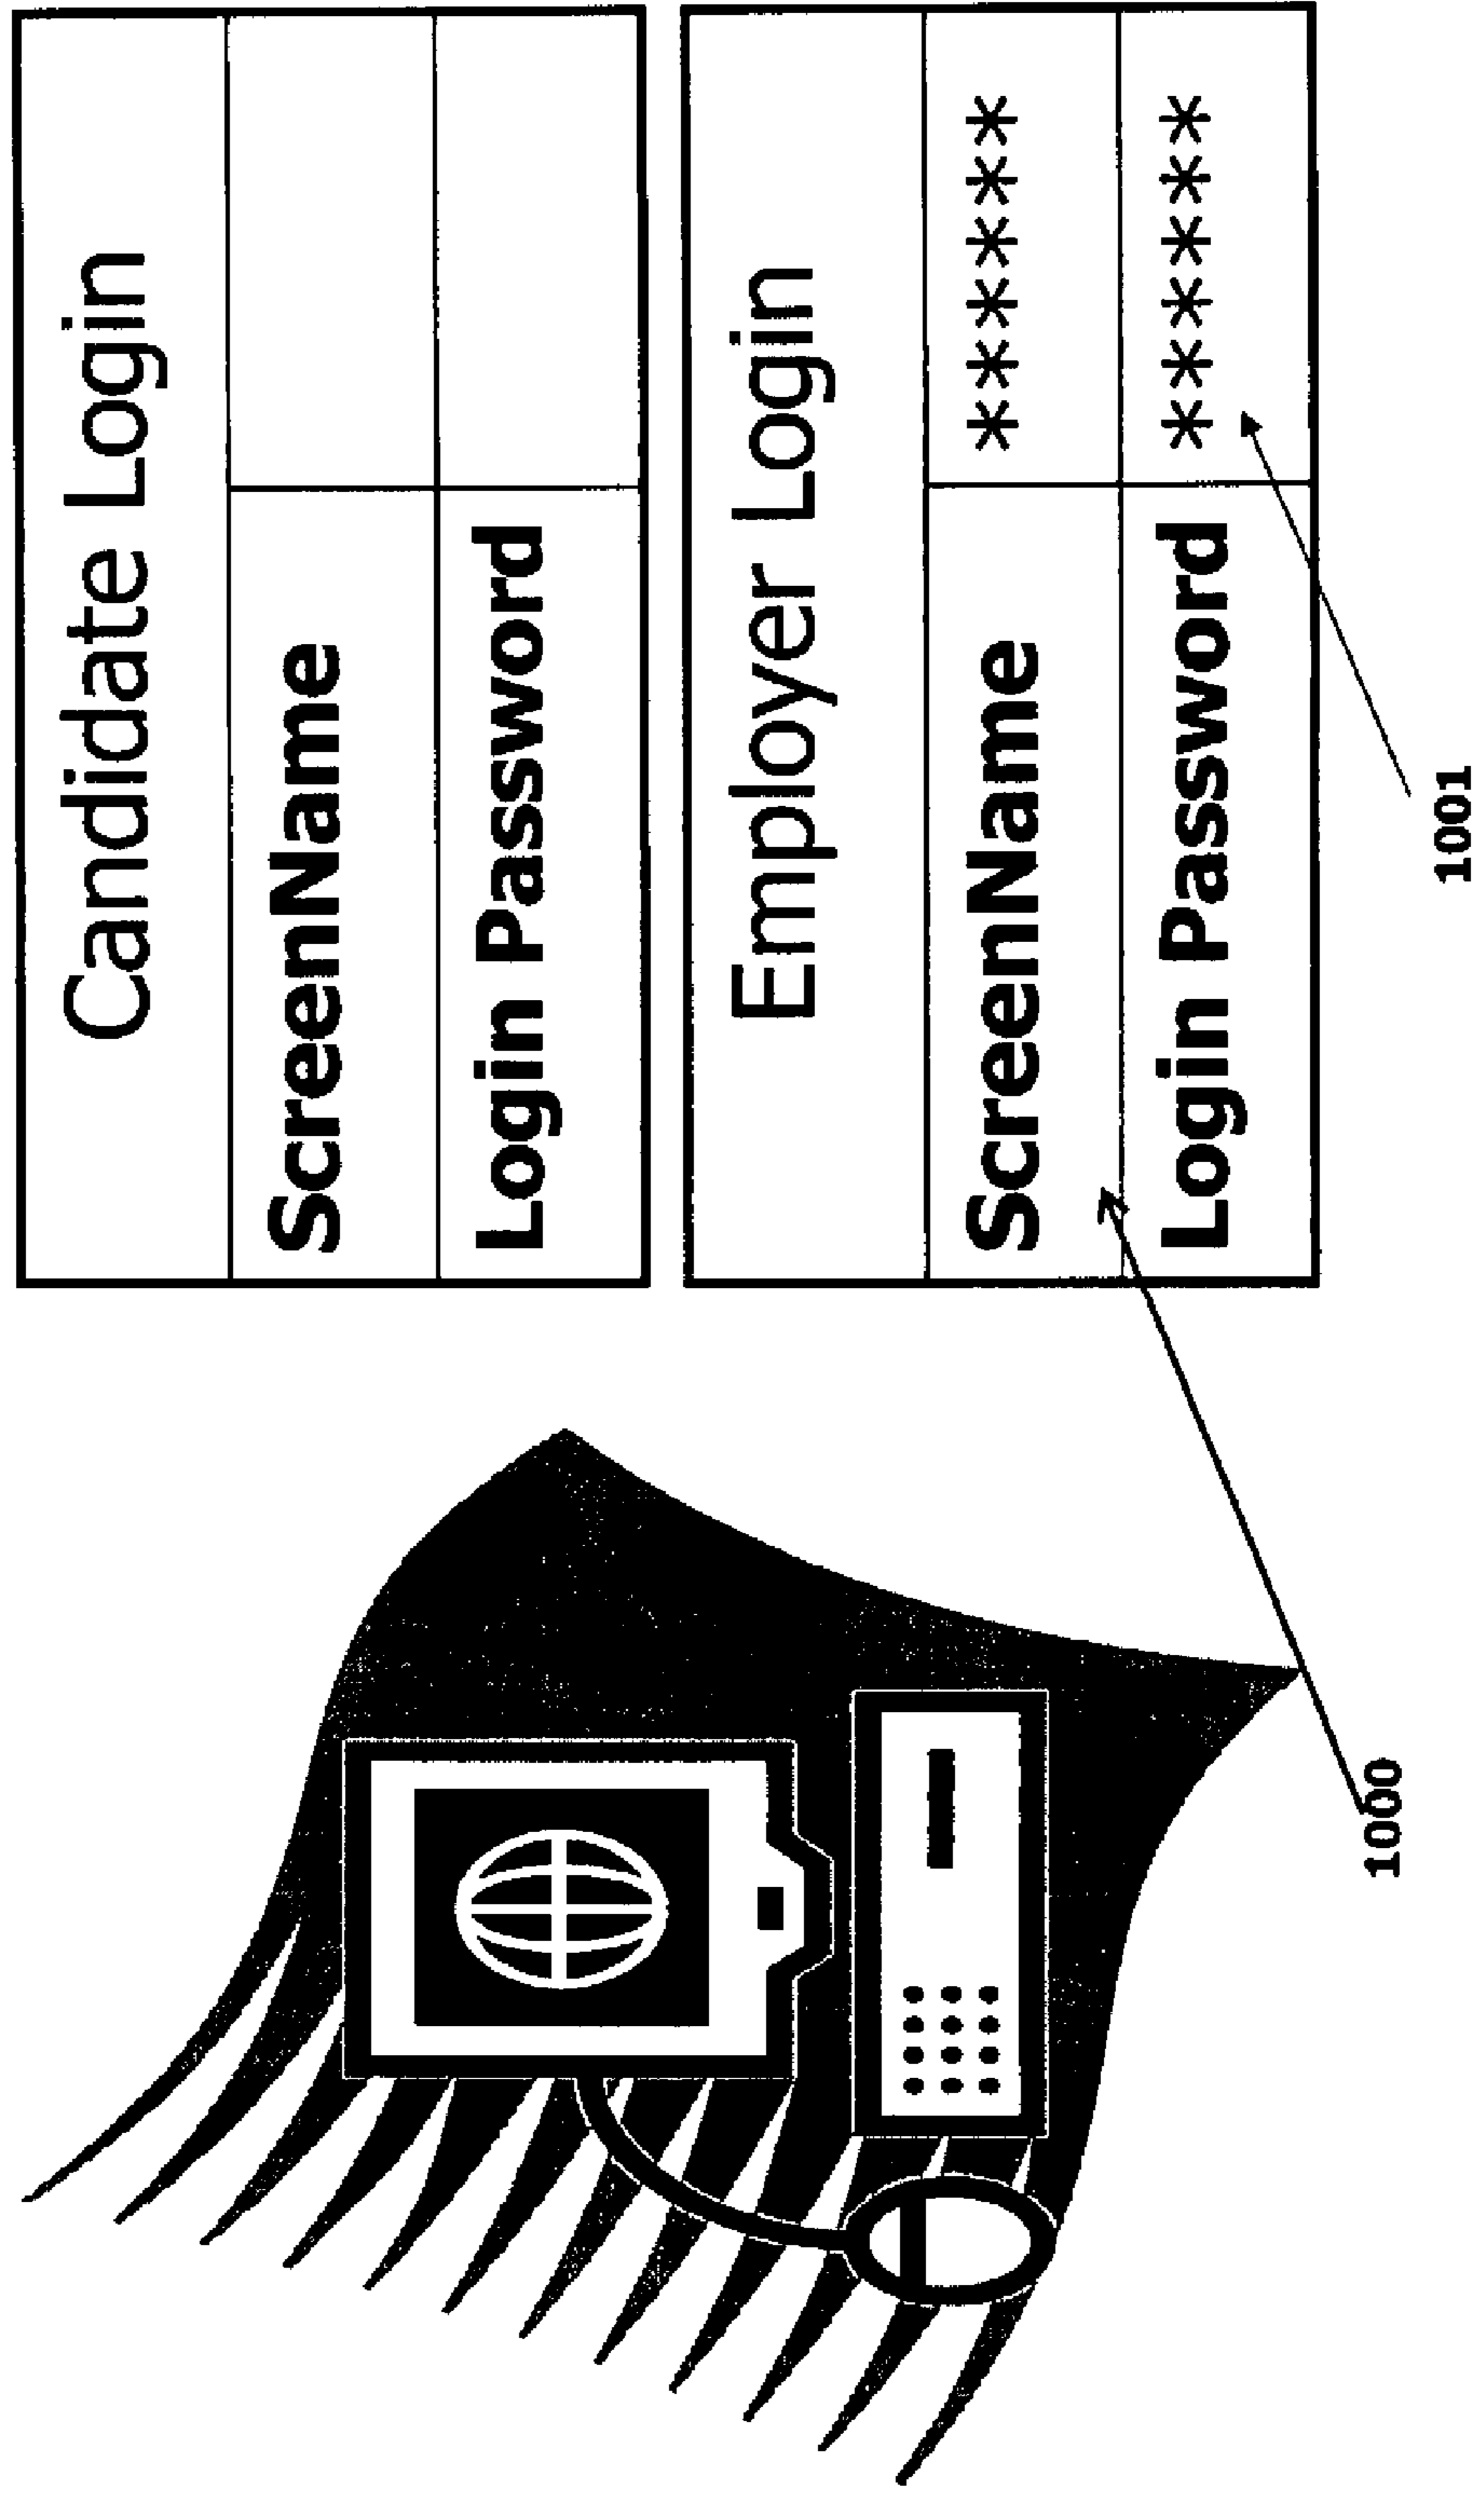 Candidate Login
ScreenName
Login Password
Employer Login
ScreenName ******
Login Password ******
1000
1001